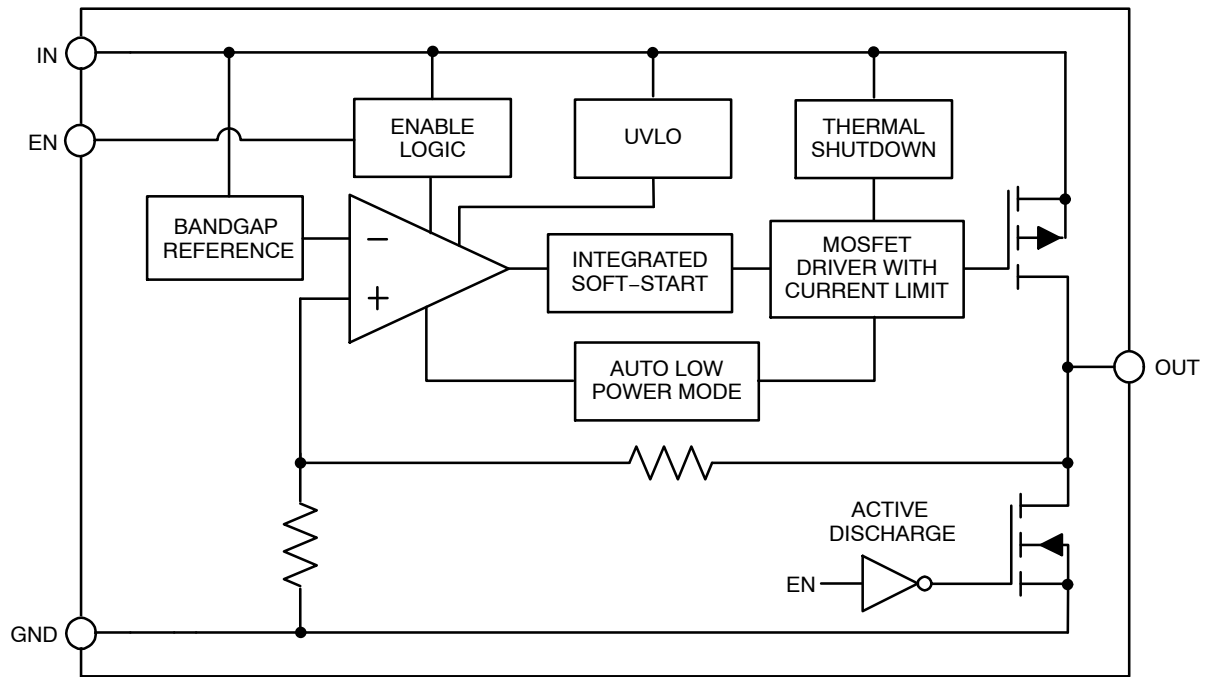 IN
EN
ENABLE
LOGIC
UVLO
THERMAL
SHUTDOWN
BANDGAP
REFERENCE
−
+
INTEGRATED
SOFT−START
MOSFET
DRIVER WITH
CURRENT LIMIT
AUTO LOW
POWER MODE
OUT
ACTIVE
DISCHARGE
EN
GND